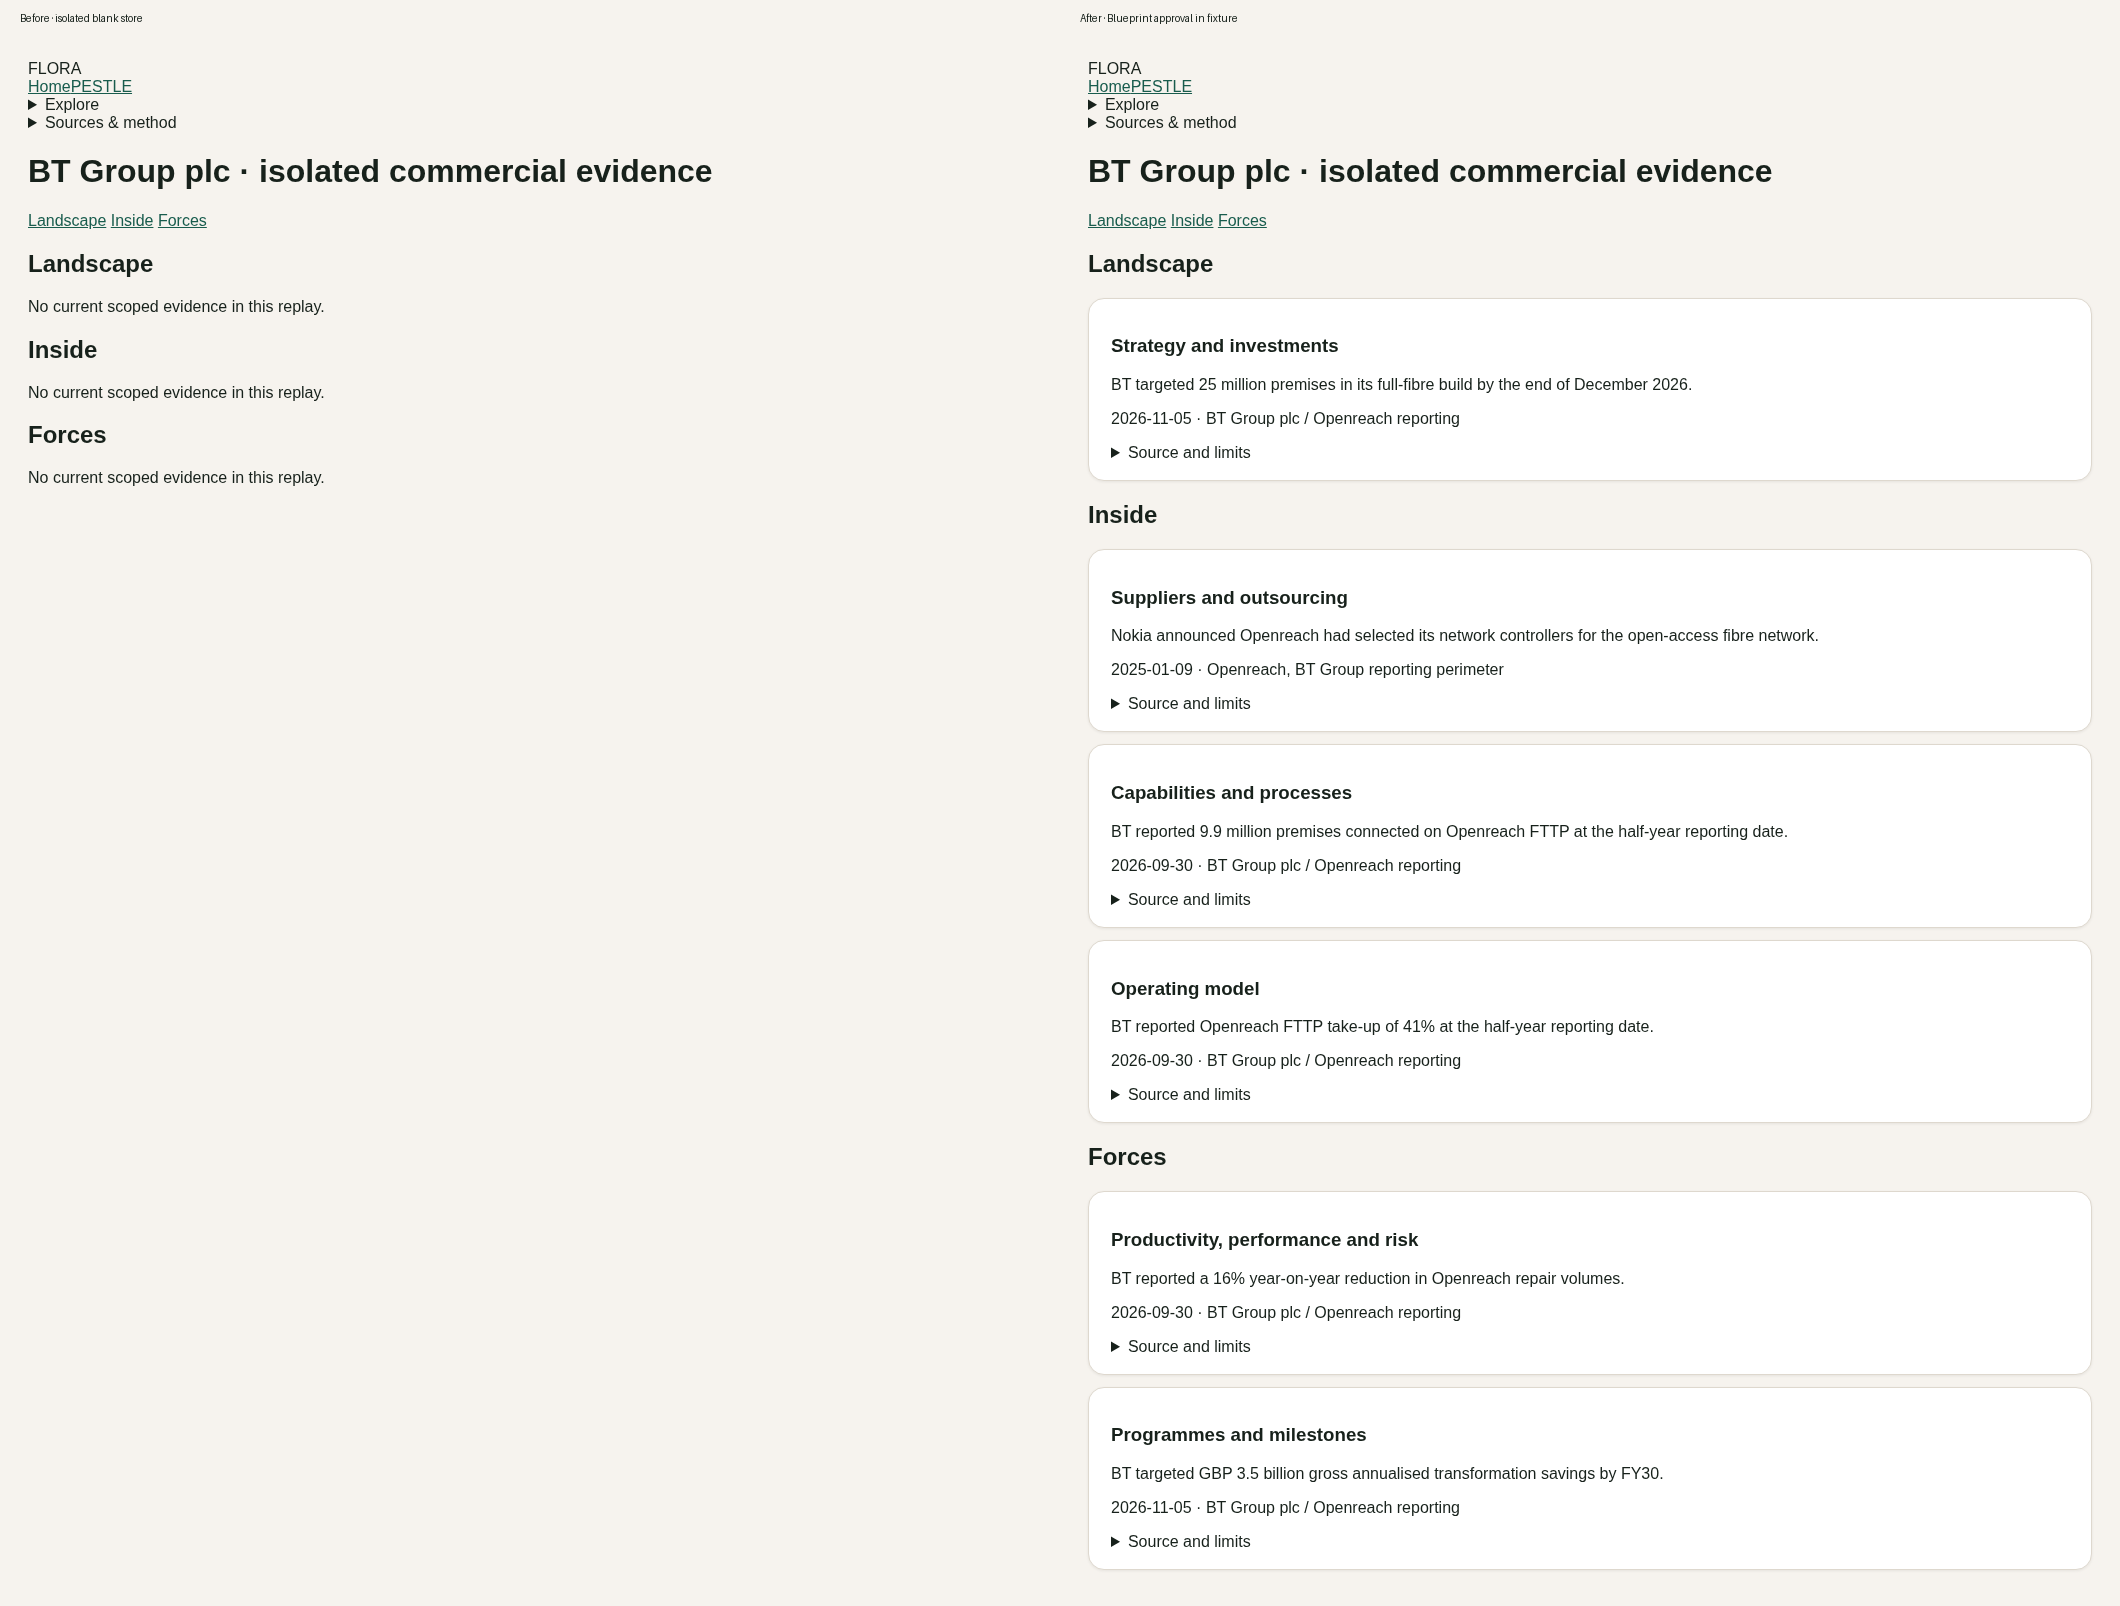 Before · isolated blank store
FLORA
HomePESTLE
▶ Explore
▶ Sources & method
BT Group plc · isolated commercial evidence
Landscape Inside Forces
Landscape
No current scoped evidence in this replay.
Inside
No current scoped evidence in this replay.
Forces
No current scoped evidence in this replay.
After · Blueprint approval in fixture
FLORA
HomePESTLE
▶ Explore
▶ Sources & method
BT Group plc · isolated commercial evidence
Landscape Inside Forces
Landscape
Strategy and investments
BT targeted 25 million premises in its full-fibre build by the end of December 2026.
2026-11-05 · BT Group plc / Openreach reporting
▶ Source and limits
Inside
Suppliers and outsourcing
Nokia announced Openreach had selected its network controllers for the open-access fibre network.
2025-01-09 · Openreach, BT Group reporting perimeter
▶ Source and limits
Capabilities and processes
BT reported 9.9 million premises connected on Openreach FTTP at the half-year reporting date.
2026-09-30 · BT Group plc / Openreach reporting
▶ Source and limits
Operating model
BT reported Openreach FTTP take-up of 41% at the half-year reporting date.
2026-09-30 · BT Group plc / Openreach reporting
▶ Source and limits
Forces
Productivity, performance and risk
BT reported a 16% year-on-year reduction in Openreach repair volumes.
2026-09-30 · BT Group plc / Openreach reporting
▶ Source and limits
Programmes and milestones
BT targeted GBP 3.5 billion gross annualised transformation savings by FY30.
2026-11-05 · BT Group plc / Openreach reporting
▶ Source and limits